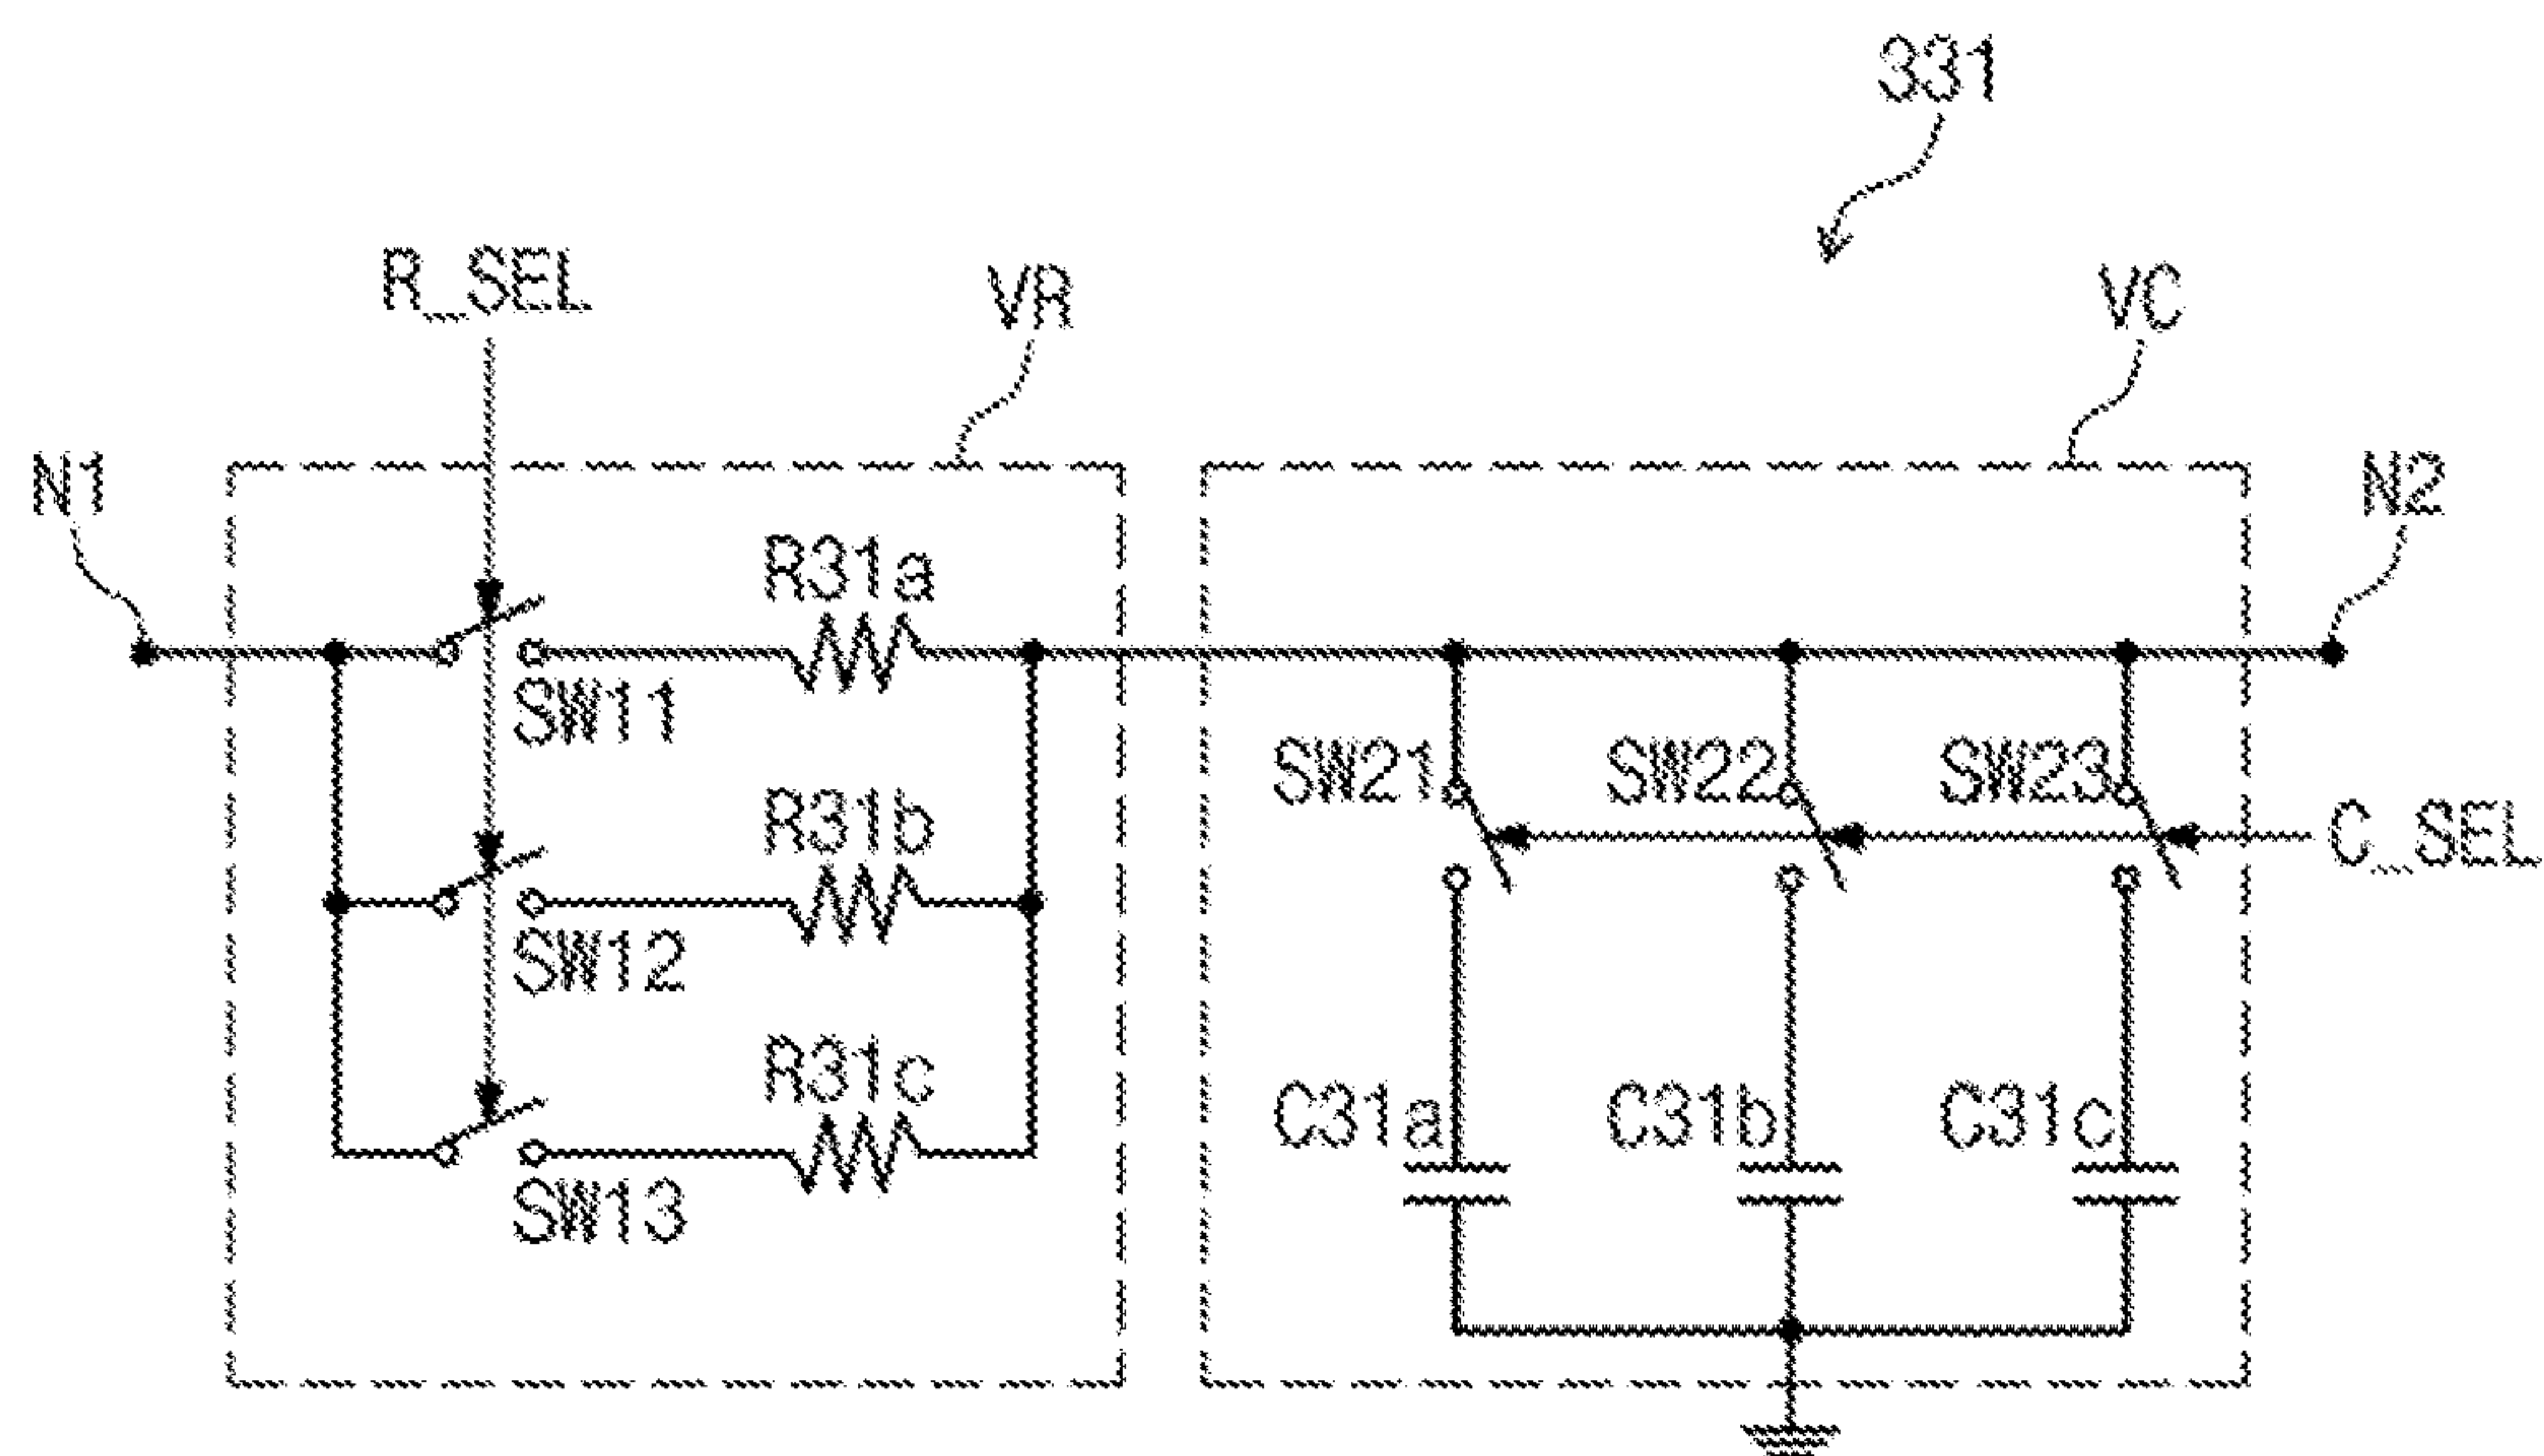 331
R_SEL
VR
VC
N1
N2
R31a
SW11
SW21
SW22
SW23
R31b
C_SEL
SW12
R31c
C31a
C31b
C31c
SW13